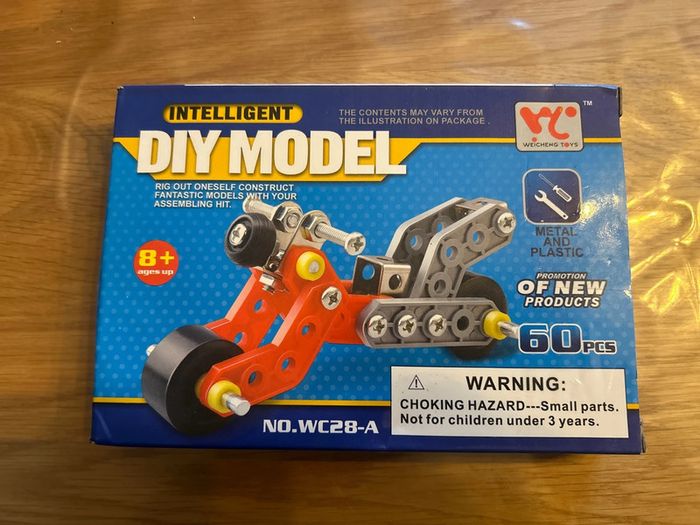 INTELLIGENT
DIY MODEL
THE CONTENTS MAY VARY FROM
THE ILLUSTRATION ON PACKAGE .
WEICHENG TOYS
TM
RIG OUT ONESELF CONSTRUCT
FANTASTIC MODELS WITH YOUR
ASSEMBLING HIT.
8+
ages up
METAL
AND
PLASTIC
PROMOTION
OF NEW
PRODUCTS
60PCS
WARNING:
CHOKING HAZARD---Small parts.
Not for children under 3 years.
NO.WC28-A